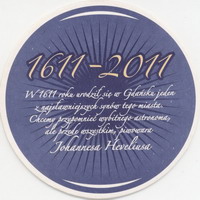 1611-2011
W 1611 roku urodził się w Gdańsku jeden
z najsławniejszych synów tego miasta.
Chcemy przypomnieć wybitnego astronoma,
ale przede wszystkim, piwowara
Johannesa Heveliusa